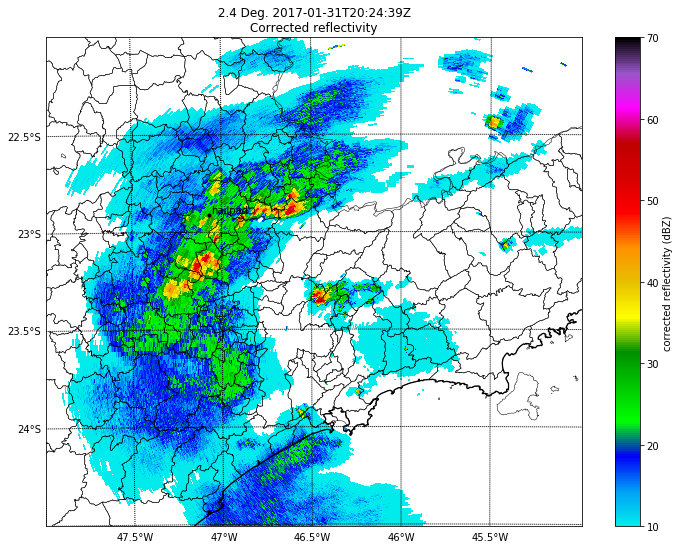 2.4 Deg. 2017-01-31T20:24:39Z
Corrected reflectivity
22.5°S
23°S
23.5°S
24°S
47.5°W
47°W
46.5°W
46°W
45.5°W
70
60
50
40
30
20
10
corrected reflectivity (dBZ)